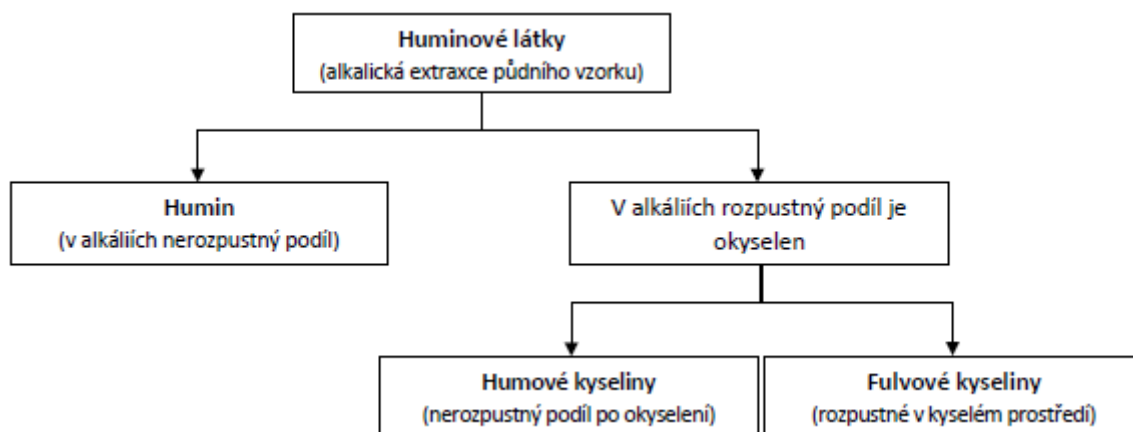 Huminové látky
(alkalická extraxce půdního vzorku)
Humin
(v alkáliích nerozpustný podíl)
V alkáliích rozpustný podíl je
okyselen
Humové kyseliny
(nerozpustný podíl po okyselení)
Fulvové kyseliny
(rozpustné v kyselém prostředí)